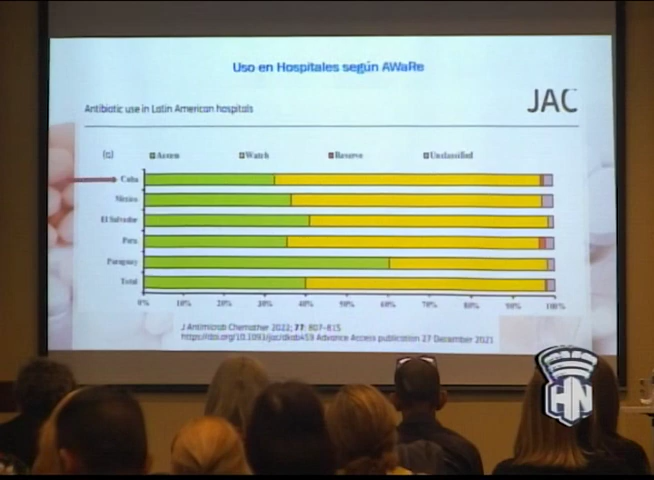 Uso en Hospitales según AWaRe
Antibiotic use in Latin American hospitals
JAC
(a)
Access Watch Reserve Unclassified
Cuba
México
El Salvador
Peru
Paraguay
Total
0% 10% 20% 30% 40% 50% 60% 70% 80% 90% 100%
J Antimicrob Chemother 2022; 77: 807–815
https://doi.org/10.1093/jac/dkab459 Advance Access publication 27 December 2021
HN